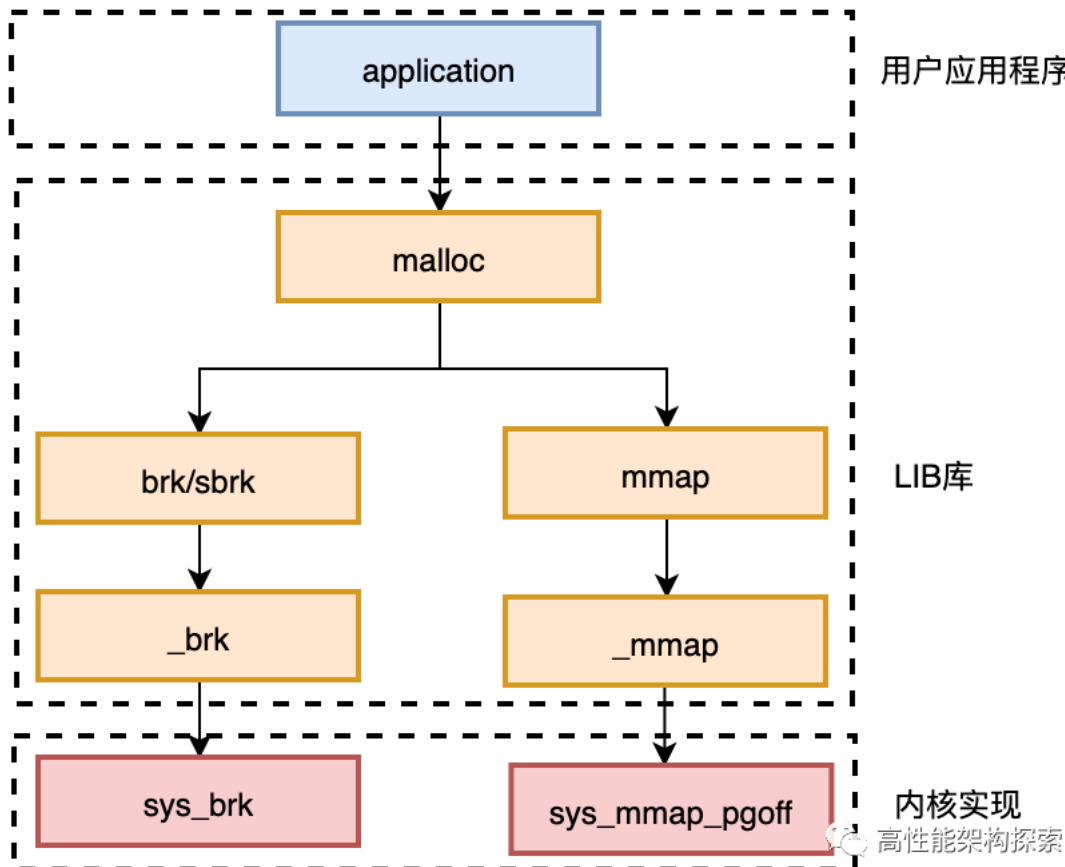 application
用户应用程序
malloc
brk/sbrk
mmap
LIB库
_brk
_mmap
sys_brk
sys_mmap_pgoff
内核实现
高性能架构探索